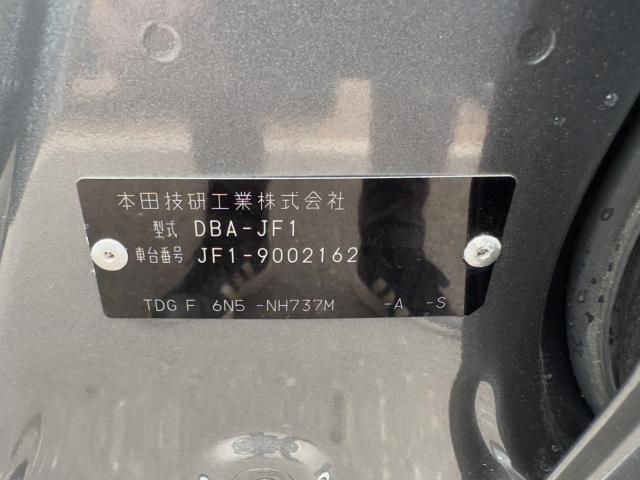 本田技研工業株式会社
型式 DBA-JF1
車台番号 JF1-9002162
TDG F 6N5 -NH737M -A -S